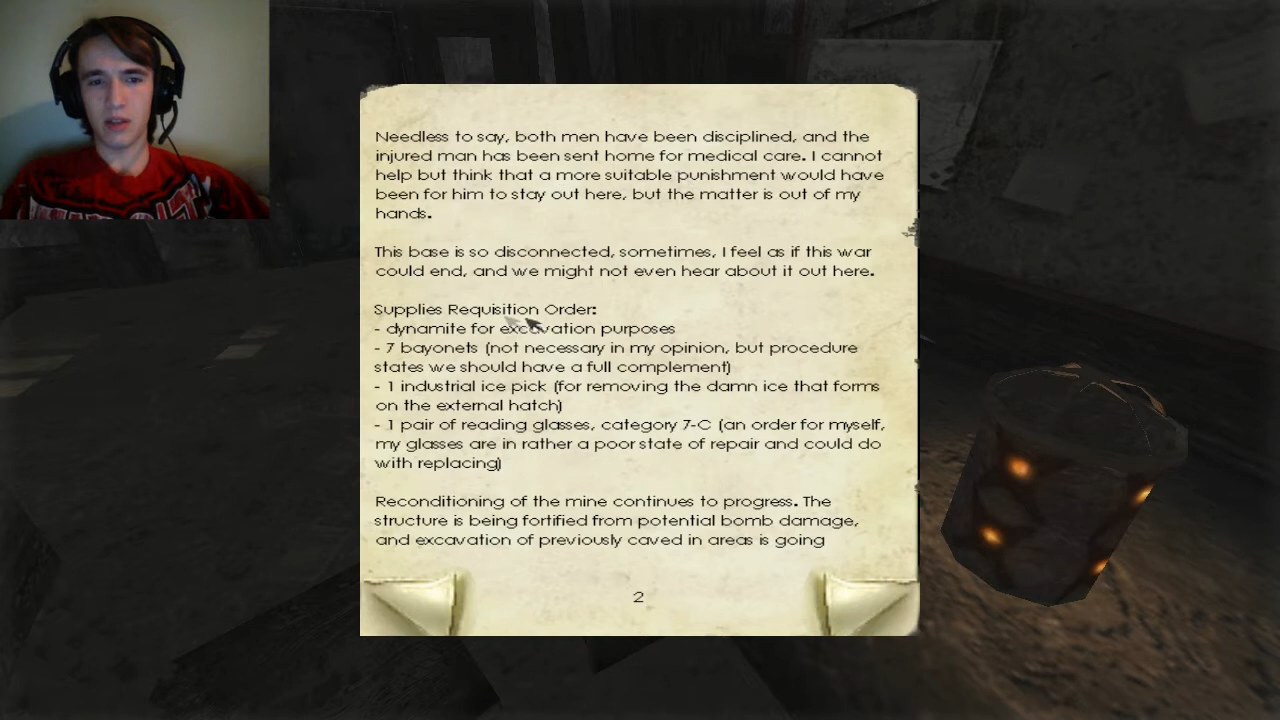 Needless to say, both men have been disciplined, and the
injured man has been sent home for medical care. I cannot
help but think that a more suitable punishment would have
been for him to stay out here, but the matter is out of my
hands.
This base is so disconnected, sometimes, I feel as if this war
could end, and we might not even hear about it out here.
Supplies Requisition Order:
- dynamite for excavation purposes
- 7 bayonets (not necessary in my opinion, but procedure
states we should have a full complement)
- 1 industrial ice pick (for removing the damn ice that forms
on the external hatch)
- 1 pair of reading glasses, category 7-C (an order for myself,
my glasses are in rather a poor state of repair and could do
with replacing)
Reconditioning of the mine continues to progress. The
structure is being fortified from potential bomb damage,
and excavation of previously caved in areas is going
2